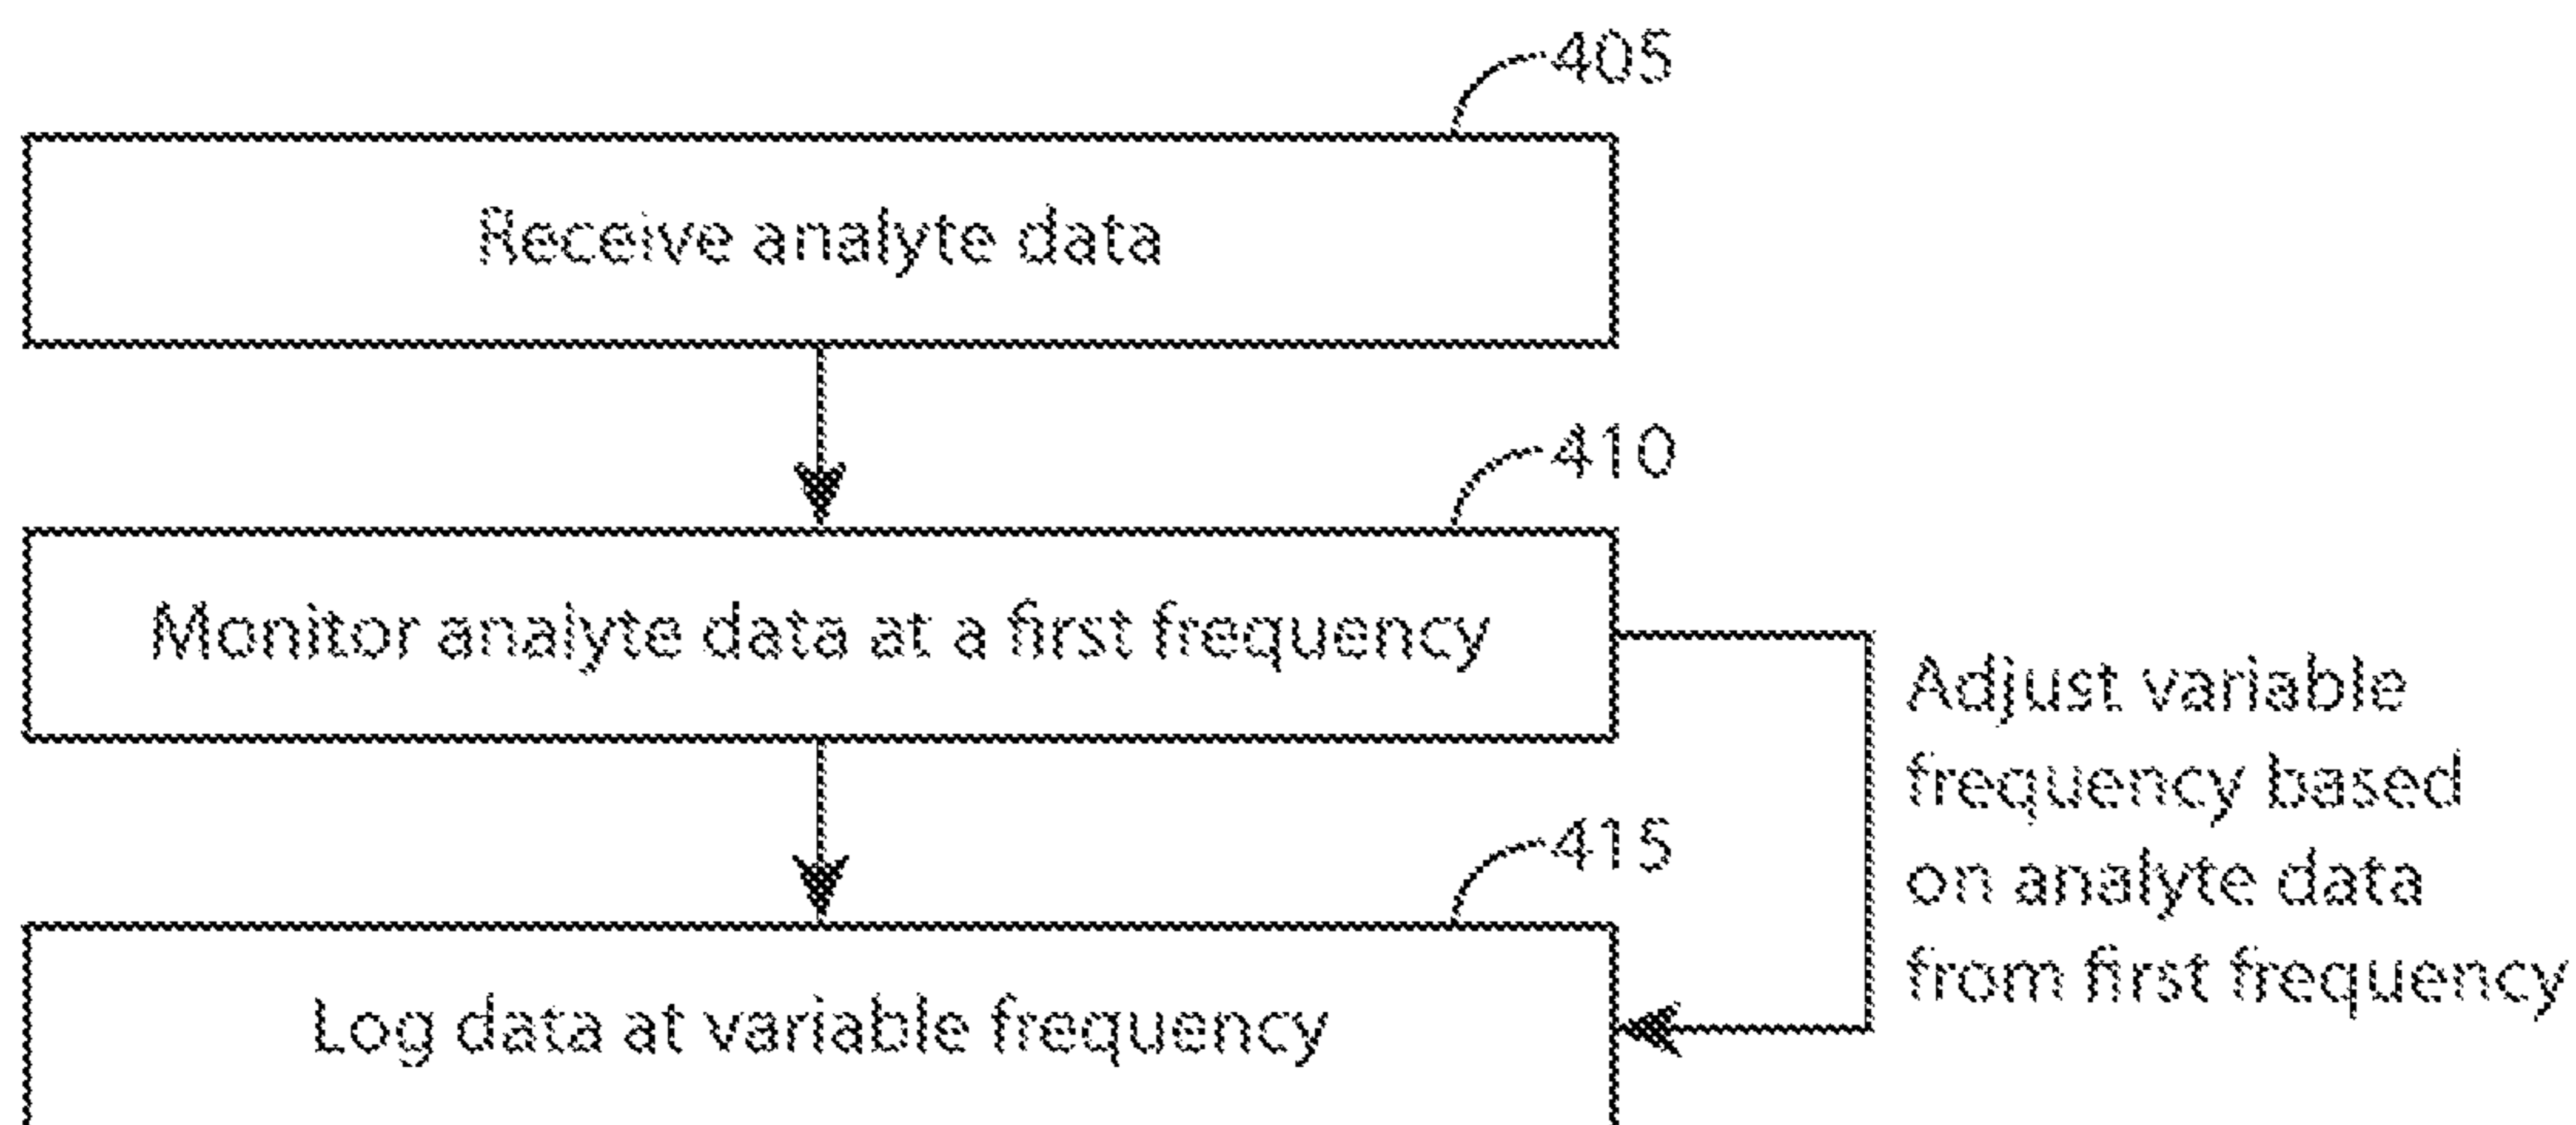 405
Receive analyte data
410
Monitor analyte data at a first frequency
Adjust variable
frequency based
on analyte data
from first frequency
415
Log data at variable frequency